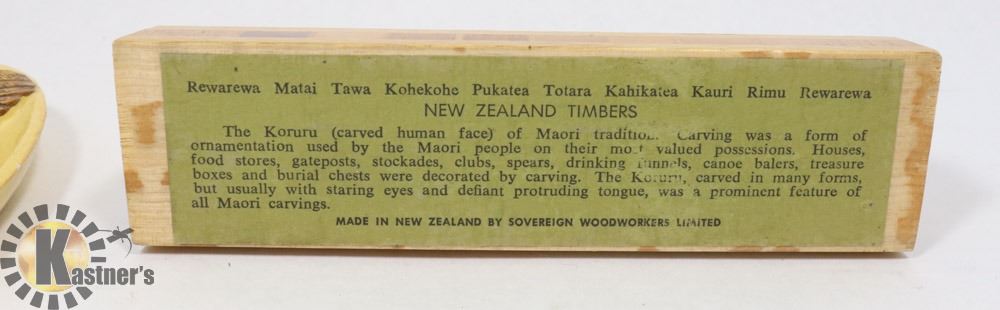 Rewarewa Matai Tawa Kohekohe Pukatea Totara Kahikatea Kauri Rimu Rewarewa
NEW ZEALAND TIMBERS
The Koruru (carved human face) of Maori tradition. Carving was a form of
ornamentation used by the Maori people on their most valued possessions. Houses,
food stores, gateposts, stockades, clubs, spears, drinking funnels, canoe balers, treasure
boxes and burial chests were decorated by carving. The Koruru, carved in many forms,
but usually with staring eyes and defiant protruding tongue, was a prominent feature of
all Maori carvings.
MADE IN NEW ZEALAND BY SOVEREIGN WOODWORKERS LIMITED
Kastner's